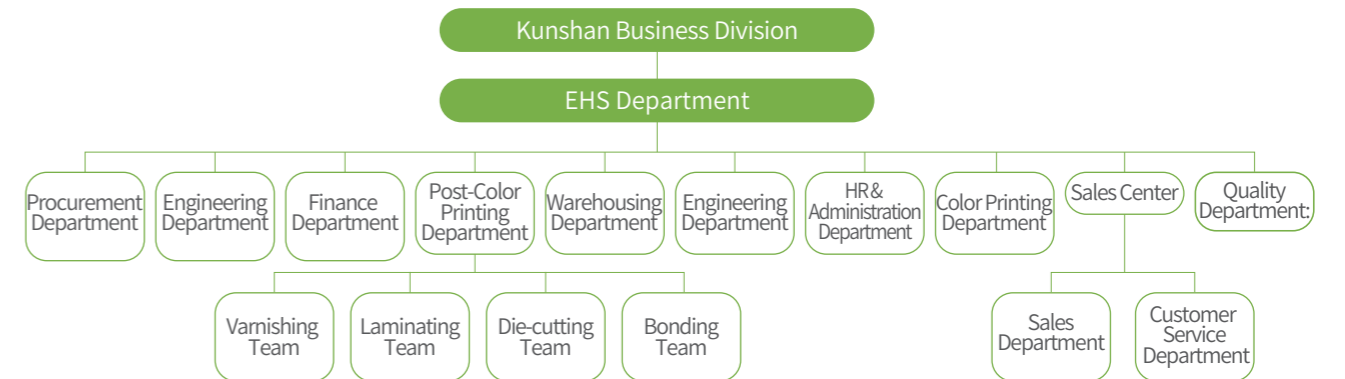 Kunshan Business Division
EHS Department
Procurement
Department
Engineering
Department
Finance
Department
Post-Color
Printing
Department
Warehousing
Department
Engineering
Department
HR&
Administration
Department
Color Printing
Department
Sales Center
Quality
Department:
Varnishing
Team
Laminating
Team
Die-cutting
Team
Bonding
Team
Sales
Department
Customer
Service
Department